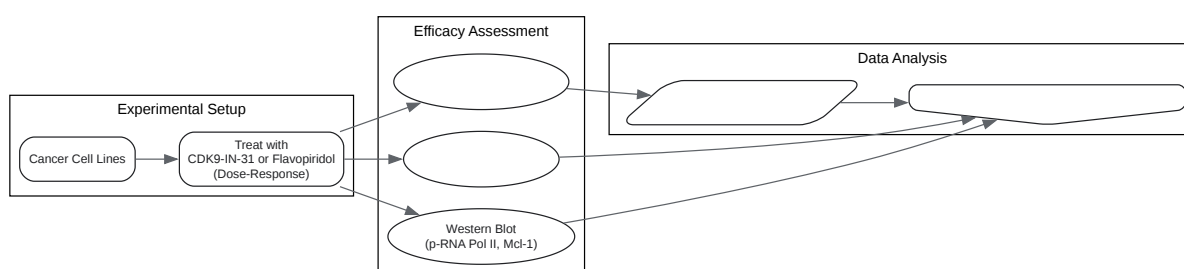 Experimental Setup
Cancer Cell Lines
Treat with
CDK9-IN-31 or Flavopiridol
(Dose-Response)
Efficacy Assessment
Western Blot
(p-RNA Pol II, Mcl-1)
Data Analysis